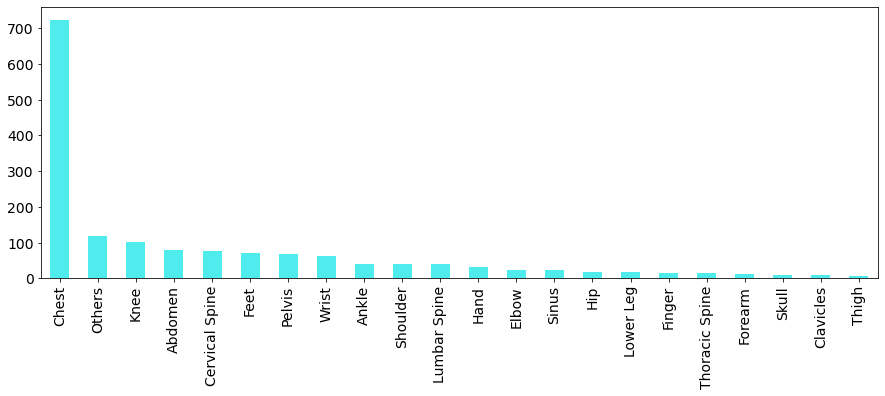 700
600
500
400
300
200
100
0
Chest
Others
Knee
Abdomen
Cervical Spine
Feet
Pelvis
Wrist
Ankle
Shoulder
Lumbar Spine
Hand
Elbow
Sinus
Hip
Lower Leg
Finger
Thoracic Spine
Forearm
Skull
Clavicles
Thigh